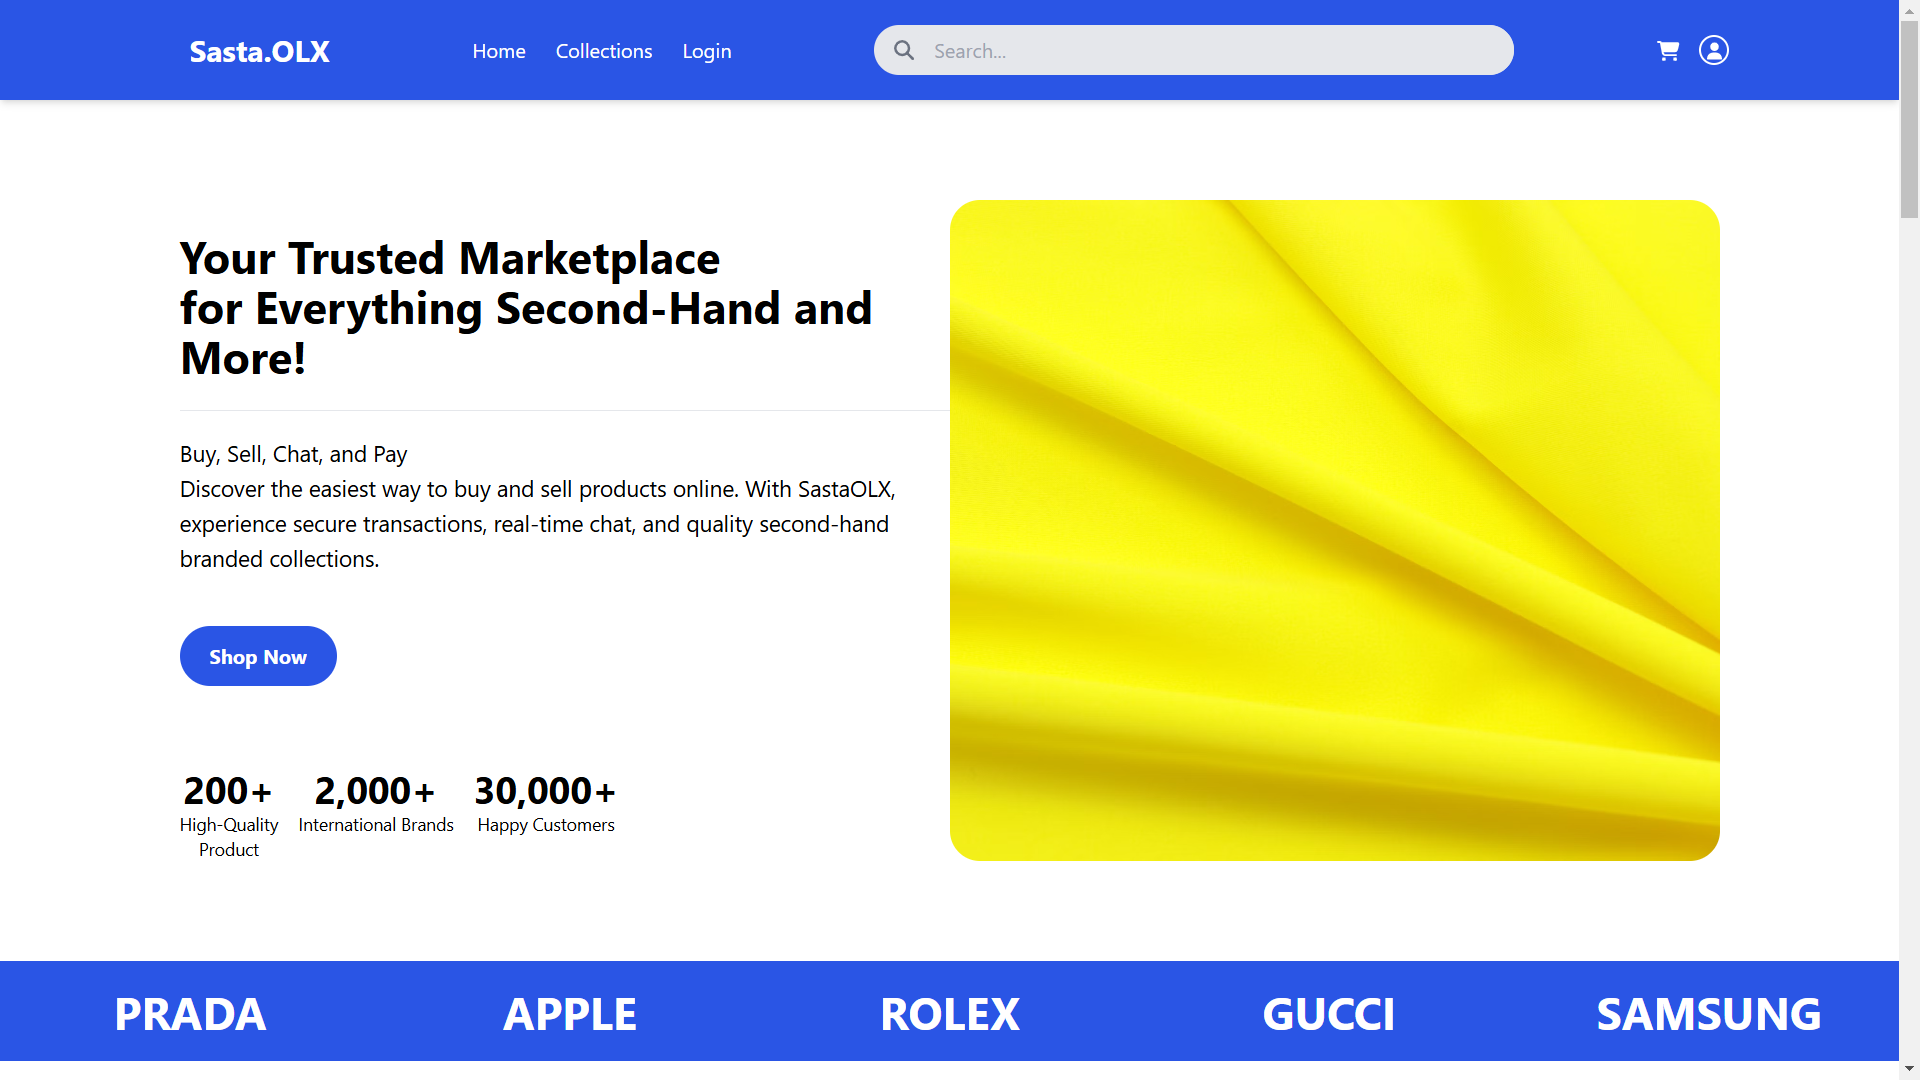 Sasta.OLX
Home
Collections
Login
Search...
Your Trusted Marketplace
for Everything Second-Hand and
More!
Buy, Sell, Chat, and Pay
Discover the easiest way to buy and sell products online. With SastaOLX,
experience secure transactions, real-time chat, and quality second-hand
branded collections.
Shop Now
200+
High-Quality
Product
2,000+
International Brands
30,000+
Happy Customers
PRADA
APPLE
ROLEX
GUCCI
SAMSUNG